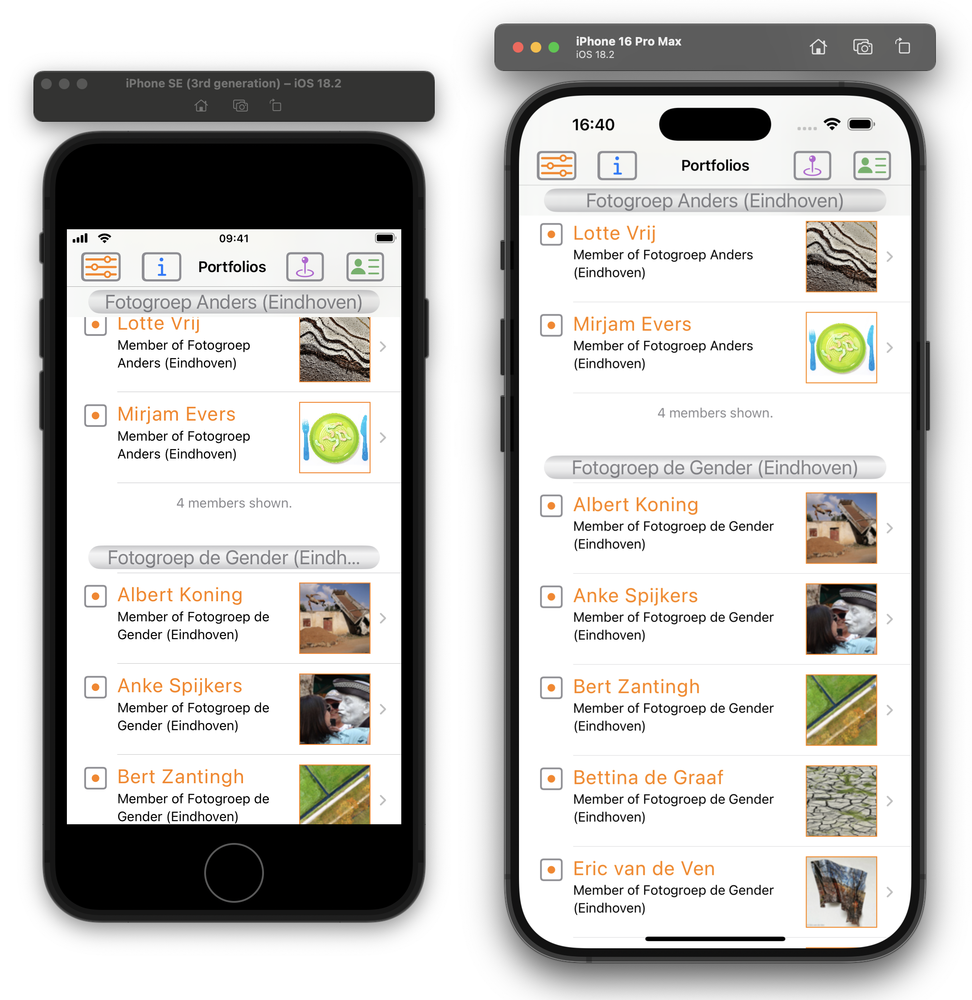 iPhone SE (3rd generation) – iOS 18.2
09:41
Portfolios
Fotogroep Anders (Eindhoven)
Lotte Vrij
Member of Fotogroep
Anders (Eindhoven)
Mirjam Evers
Member of Fotogroep
Anders (Eindhoven)
4 members shown.
Fotogroep de Gender (Eindh...
Albert Koning
Member of Fotogroep de
Gender (Eindhoven)
Anke Spijkers
Member of Fotogroep de
Gender (Eindhoven)
Bert Zantingh
Member of Fotogroep de
Gender (Eindhoven)
iPhone 16 Pro Max
iOS 18.2
16:40
Portfolios
Fotogroep Anders (Eindhoven)
Lotte Vrij
Member of Fotogroep Anders
(Eindhoven)
Mirjam Evers
Member of Fotogroep Anders
(Eindhoven)
4 members shown.
Fotogroep de Gender (Eindhoven)
Albert Koning
Member of Fotogroep de Gender
(Eindhoven)
Anke Spijkers
Member of Fotogroep de Gender
(Eindhoven)
Bert Zantingh
Member of Fotogroep de Gender
(Eindhoven)
Bettina de Graaf
Member of Fotogroep de Gender
(Eindhoven)
Eric van de Ven
Member of Fotogroep de Gender
(Eindhoven)